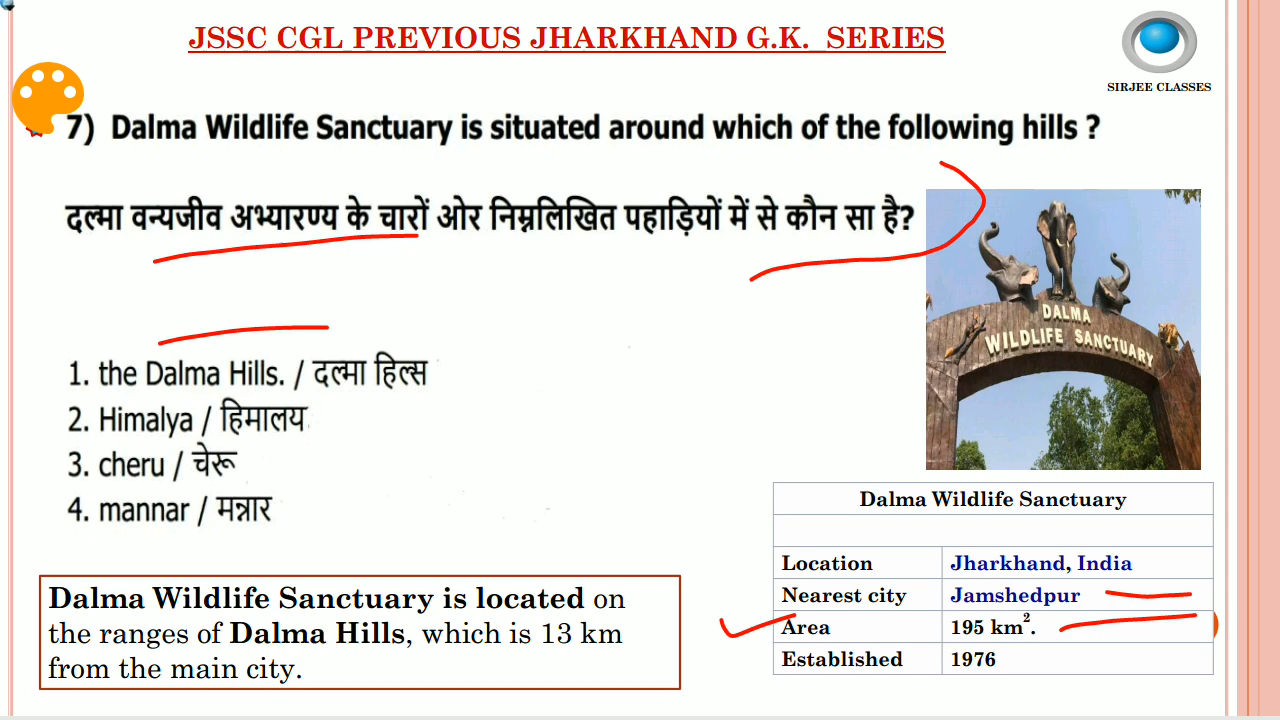 JSSC CGL PREVIOUS JHARKHAND G.K. SERIES
SIRJEE CLASSES
7) Dalma Wildlife Sanctuary is situated around which of the following hills ?
दल्मा वन्यजीव अभ्यारण्य के चारों ओर निम्नलिखित पहाड़ियों में से कौन सा है?
DALMA
WILDLIFE SANCTUARY
1. the Dalma Hills. / दल्मा हिल्स
2. Himalya / हिमालय
3. cheru / चेरू
4. mannar / मन्नार
Dalma Wildlife Sanctuary is located on
the ranges of Dalma Hills, which is 13 km
from the main city.
Dalma Wildlife Sanctuary
Location Jharkhand, India
Nearest city Jamshedpur
Area 195 km².
Established 1976